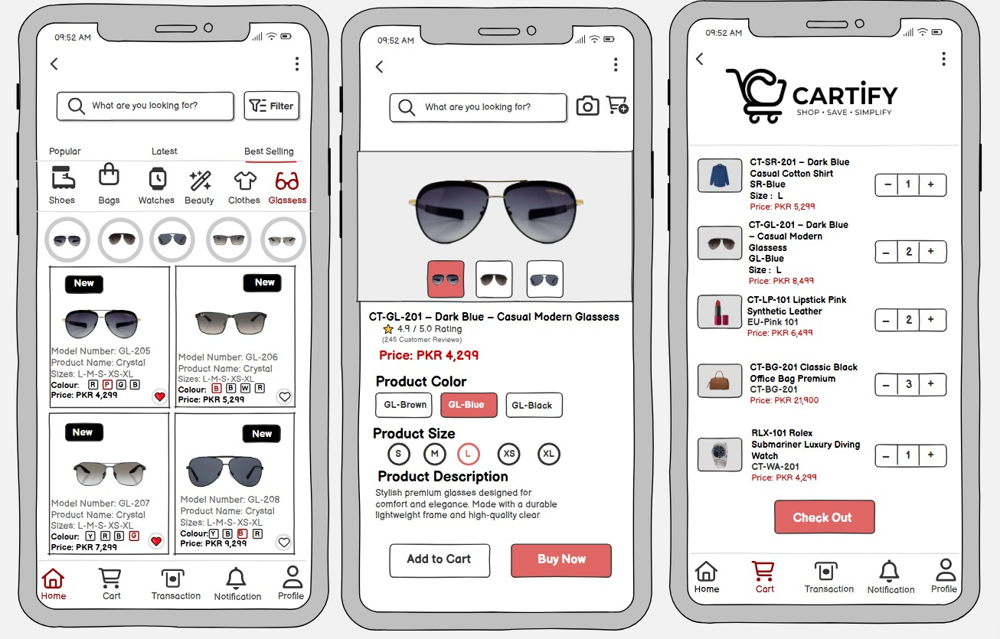 09:52 AM
What are you looking for?
Filter
Popular Latest Best Selling
Shoes Bags Watches Beauty Clothes Glassess
New
Model Number: GL-205
Product Name: Crystal
Sizes: L-M-S-XS-XL
Colour: R P G B
Price: PKR 4,299
New
Model Number: GL-206
Product Name: Crystal
Sizes: L-M-S-XS-XL
Colour: B B W R
Price: PKR 5,299
New
Model Number: GL-207
Product Name: Crystal
Sizes: L-M-S-XS-XL
Colour: Y R B G
Price: PKR 7,299
New
Model Number: GL-208
Product Name: Crystal
Sizes: L-M-S-XS-XL
Colour: Y B B R
Price: PKR 9,299
Home Cart Transaction Notification Profile
09:52 AM
What are you looking for?
CT-GL-201 – Dark Blue – Casual Modern Glassess
4.9 / 5.0 Rating
(245 Customer Reviews)
Price: PKR 4,299
Product Color
GL-Brown GL-Blue GL-Black
Product Size
S M L XS XL
Product Description
Stylish premium glasses designed for
comfort and elegance. Made with a durable
lightweight frame and high-quality clear
Add to Cart Buy Now
09:52 AM
CARTiFY
SHOP • SAVE • SIMPLIFY
CT-SR-201 – Dark Blue
Casual Cotton Shirt
SR-Blue
Size : L
Price: PKR 5,299
– 1 +
CT-GL-201 – Dark Blue
– Casual Modern
Glassess
GL-Blue
Size : L
Price: PKR 8,499
– 2 +
CT-LP-101 Lipstick Pink
Synthetic Leather
EU-Pink 101
Price: PKR 6,499
– 2 +
CT-BG-201 Classic Black
Office Bag Premium
CT-BG-201
Price: PKR 21,900
– 3 +
RLX-101 Rolex
Submariner Luxury Diving
Watch
CT-WA-201
Price: PKR 4,299
– 1 +
Check Out
Home Cart Transaction Notification Profile